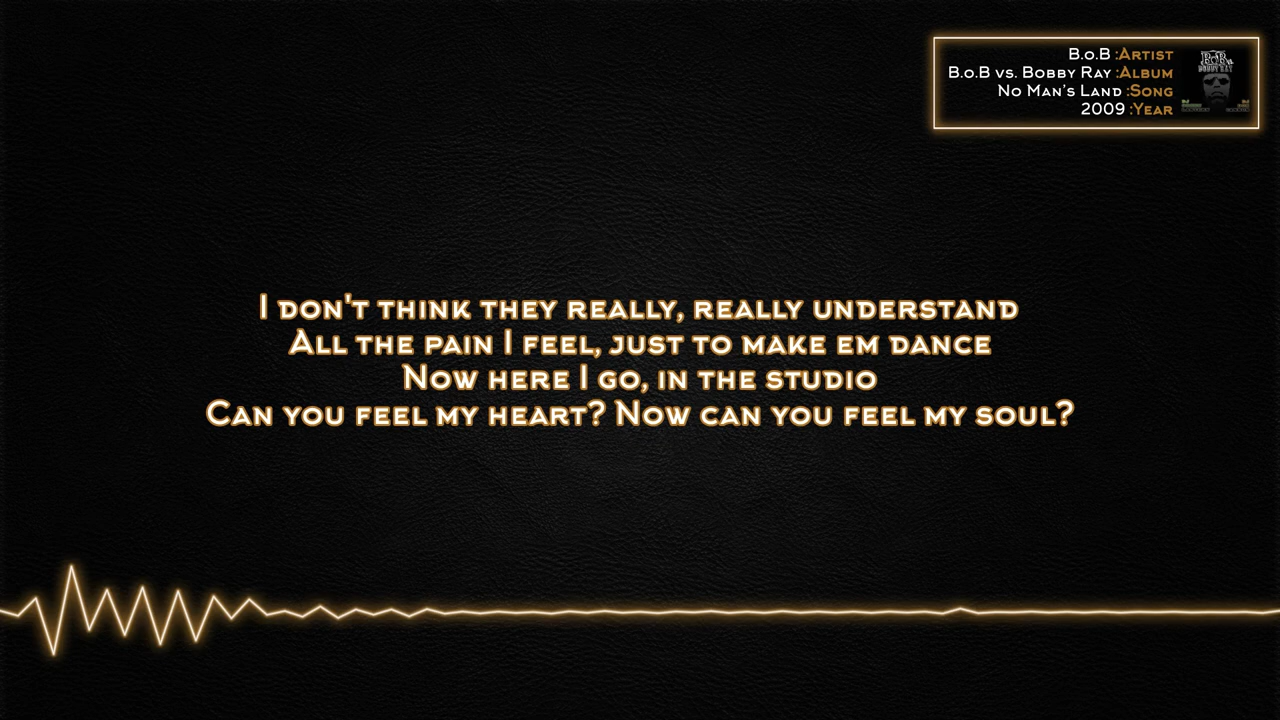 B.o.B :Artist
B.o.B vs. Bobby Ray :Album
No Man's Land :Song
2009 :Year
I don't think they really, really understand
All the pain I feel, just to make em dance
Now here I go, in the studio
Can you feel my heart? Now can you feel my soul?